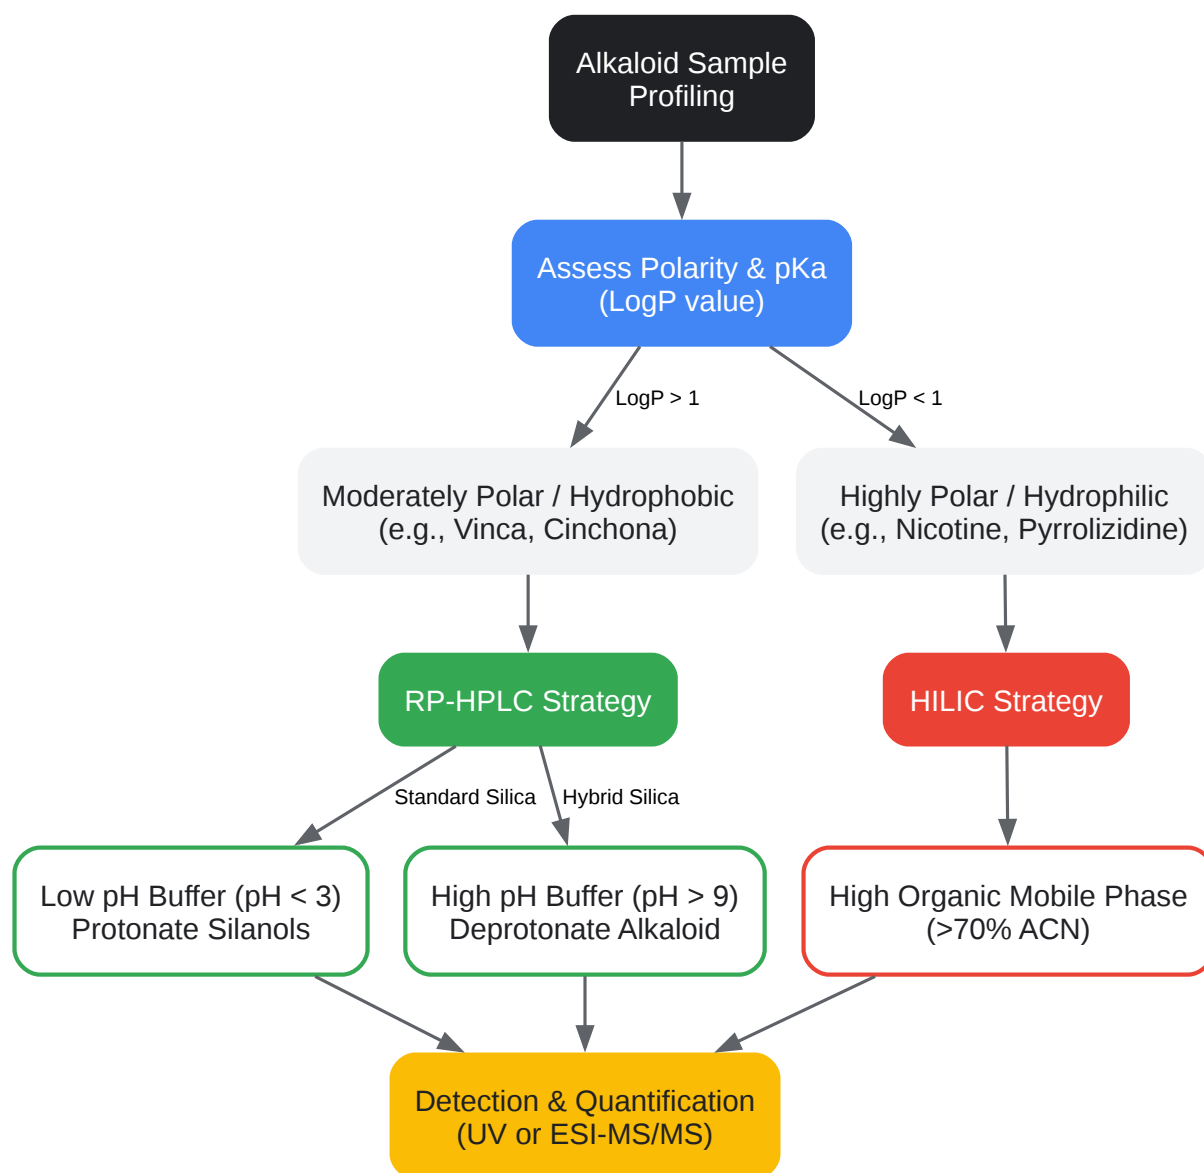 Alkaloid Sample
Profiling
Assess Polarity & pKa
(LogP value)
LogP > 1
LogP < 1
Moderately Polar / Hydrophobic
(e.g., Vinca, Cinchona)
Highly Polar / Hydrophilic
(e.g., Nicotine, Pyrrolizidine)
RP-HPLC Strategy
HILIC Strategy
Standard Silica
Hybrid Silica
Low pH Buffer (pH < 3)
Protonate Silanols
High pH Buffer (pH > 9)
Deprotonate Alkaloid
High Organic Mobile Phase
(>70% ACN)
Detection & Quantification
(UV or ESI-MS/MS)